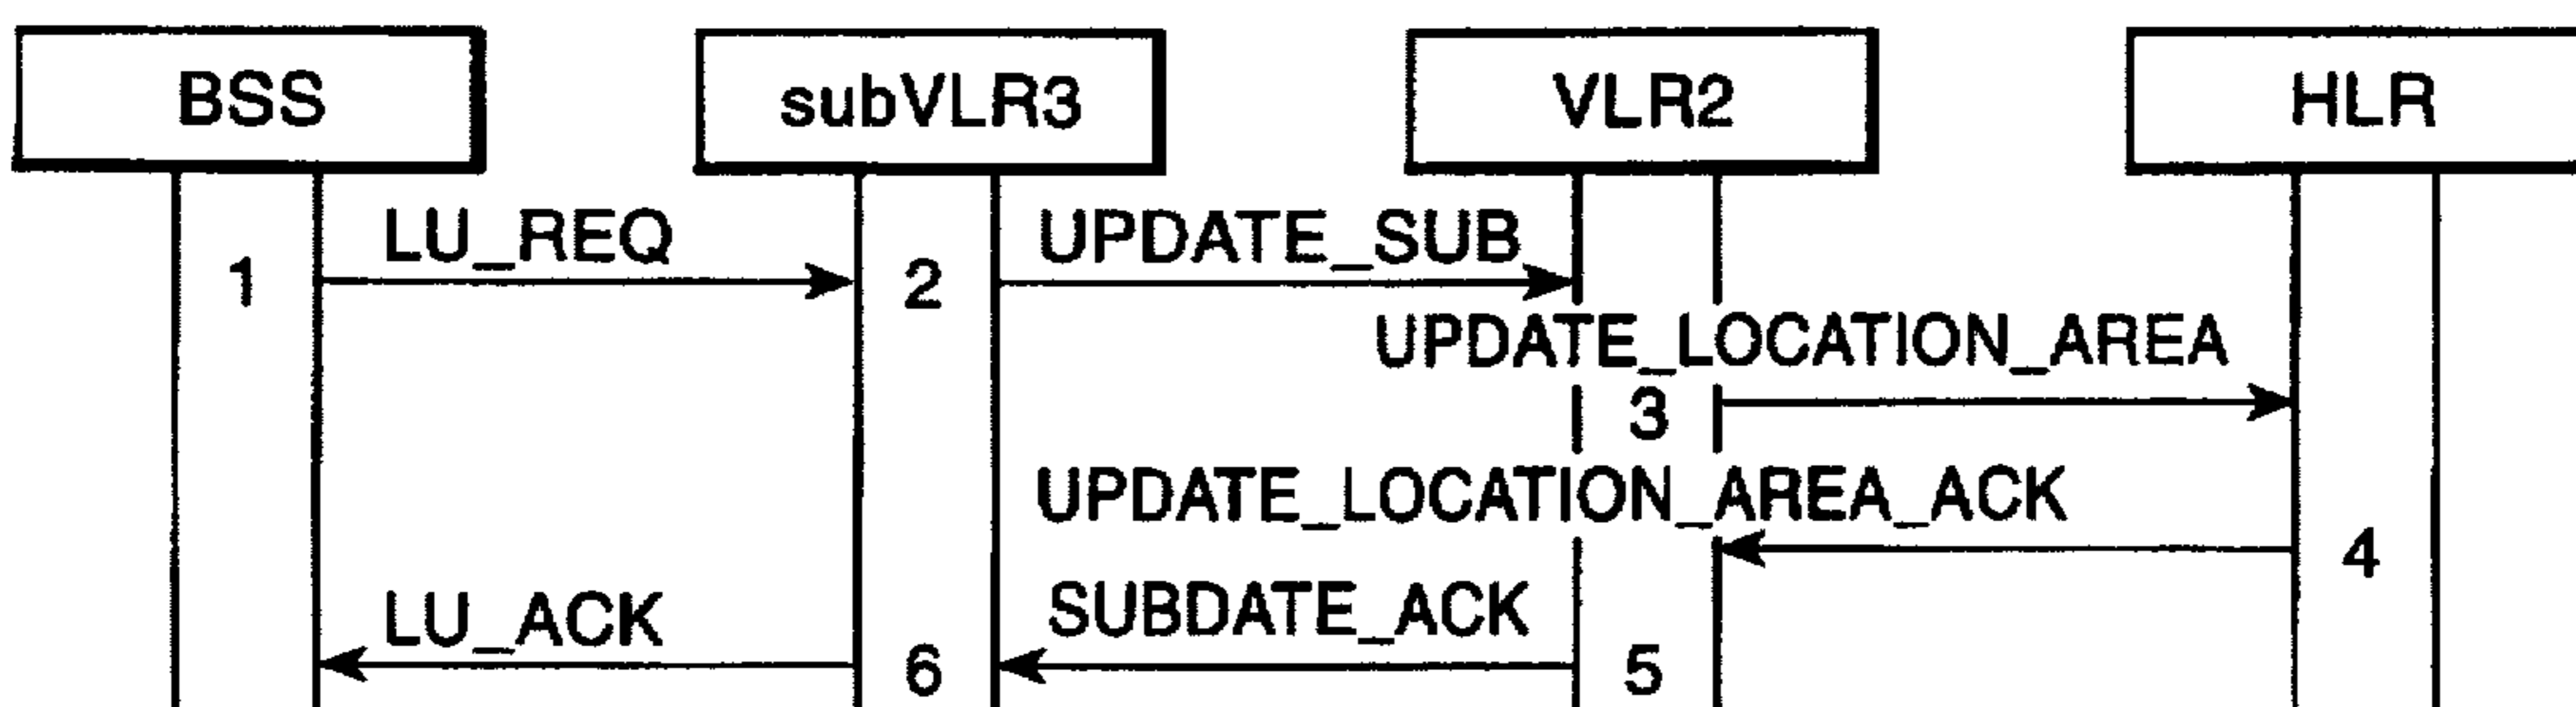 BSS subVLR3 VLR2 HLR
LU_REQ UPDATE_SUB
1 2
UPDATE_LOCATION_AREA
3
UPDATE_LOCATION_AREA_ACK
4
LU_ACK SUBDATE_ACK
6 5